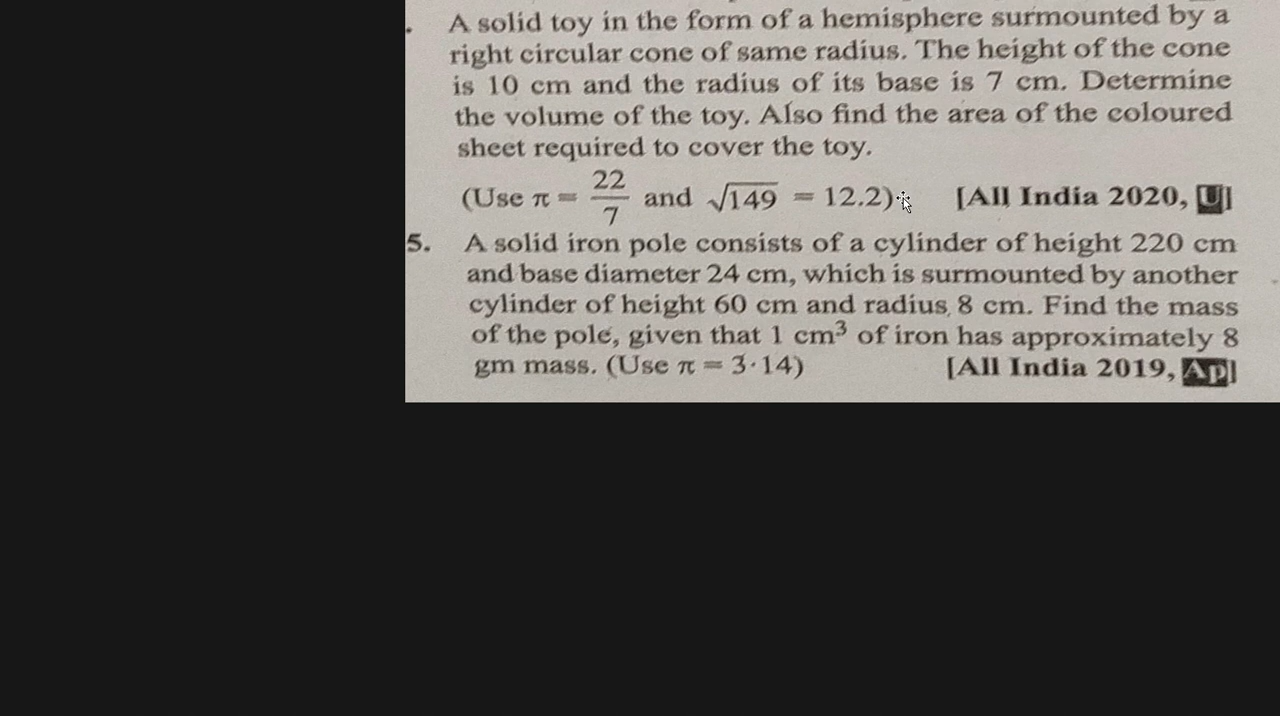 . A solid toy in the form of a hemisphere surmounted by a
right circular cone of same radius. The height of the cone
is 10 cm and the radius of its base is 7 cm. Determine
the volume of the toy. Also find the area of the coloured
sheet required to cover the toy.
(Use π = 22/7 and √149 = 12.2) [All India 2020, U]
5. A solid iron pole consists of a cylinder of height 220 cm
and base diameter 24 cm, which is surmounted by another
cylinder of height 60 cm and radius 8 cm. Find the mass
of the pole, given that 1 cm³ of iron has approximately 8
gm mass. (Use π = 3·14) [All India 2019, Ap]